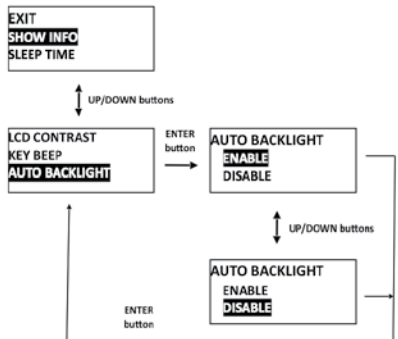 EXIT
SHOW INFO
SLEEP TIME
UP/DOWN buttons
LCD CONTRAST
KEY BEEP
AUTO BACKLIGHT
ENTER
button
AUTO BACKLIGHT
ENABLE
DISABLE
UP/DOWN buttons
AUTO BACKLIGHT
ENABLE
DISABLE
ENTER
button